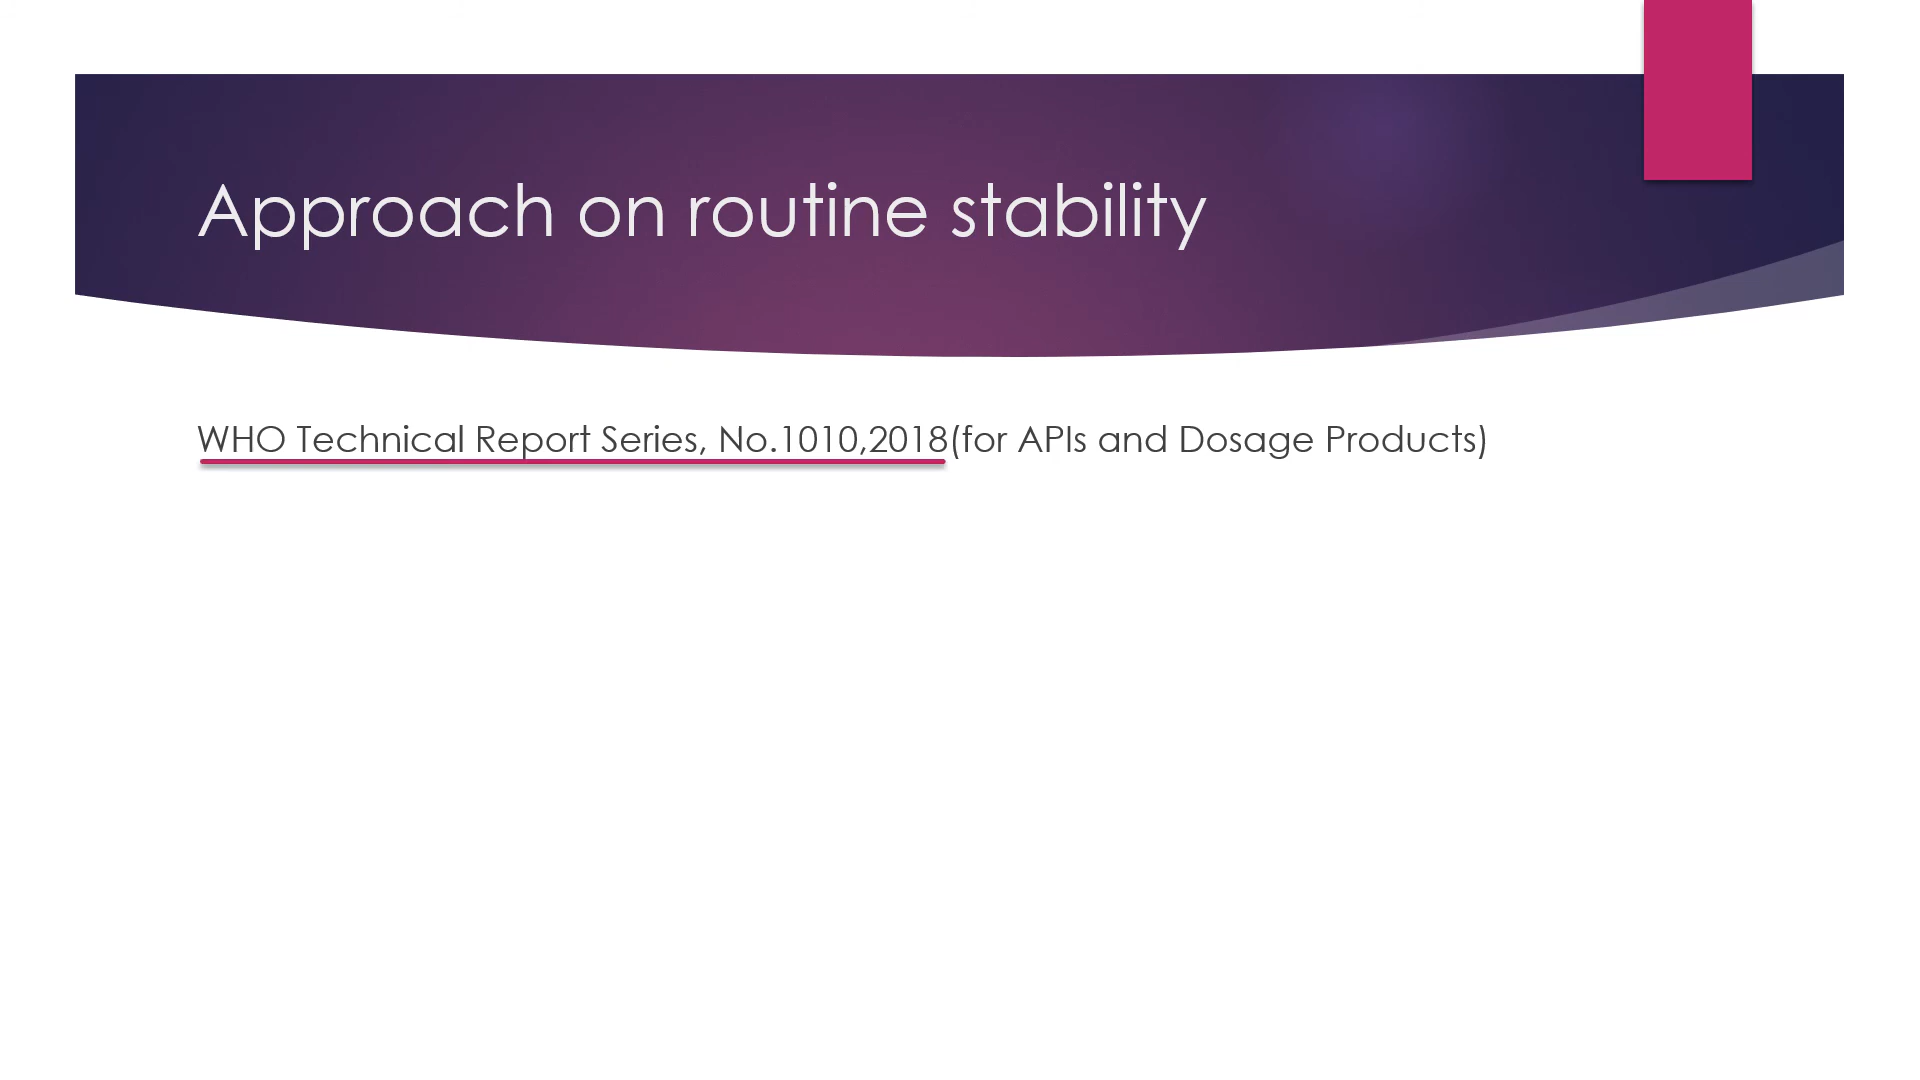 Approach on routine stability
WHO Technical Report Series, No.1010,2018(for APIs and Dosage Products)